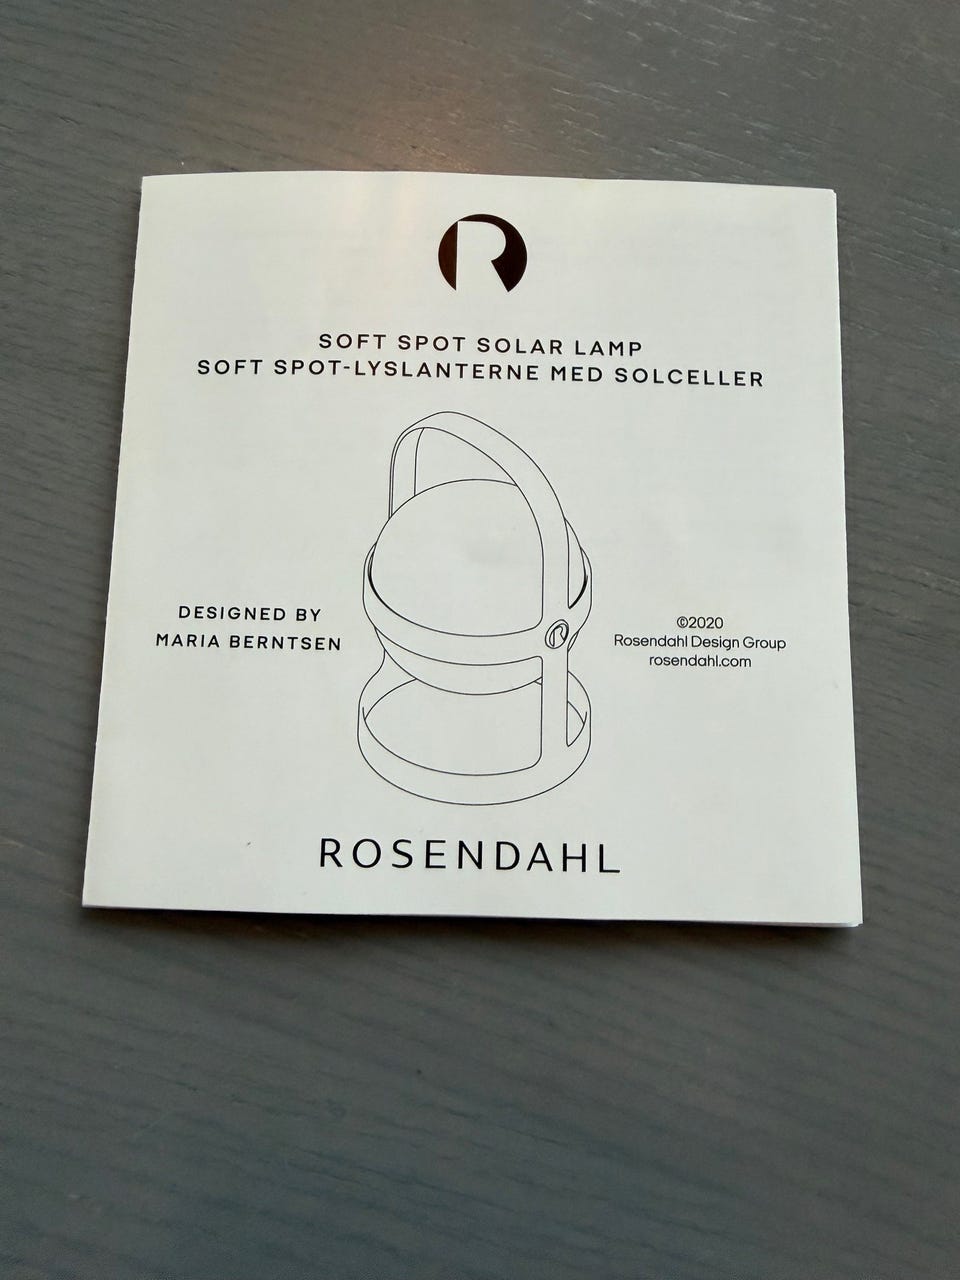 R
SOFT SPOT SOLAR LAMP
SOFT SPOT-LYSLANTERNE MED SOLCELLER
DESIGNED BY
MARIA BERNTSEN
©2020
Rosendahl Design Group
rosendahl.com
R
ROSENDAHL